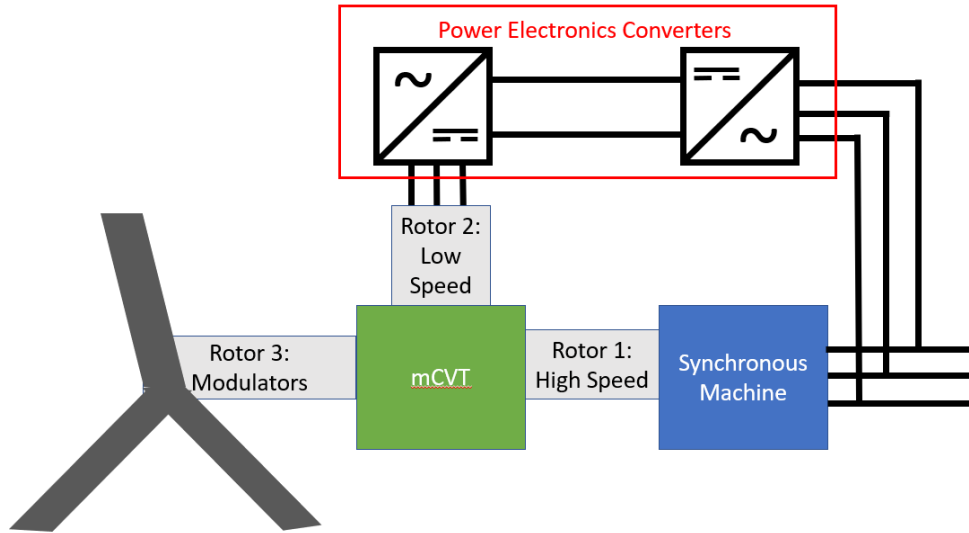 Power Electronics Converters
Rotor 2:
Low
Speed
Rotor 3:
Modulators
mCVT
Rotor 1:
High Speed
Synchronous
Machine